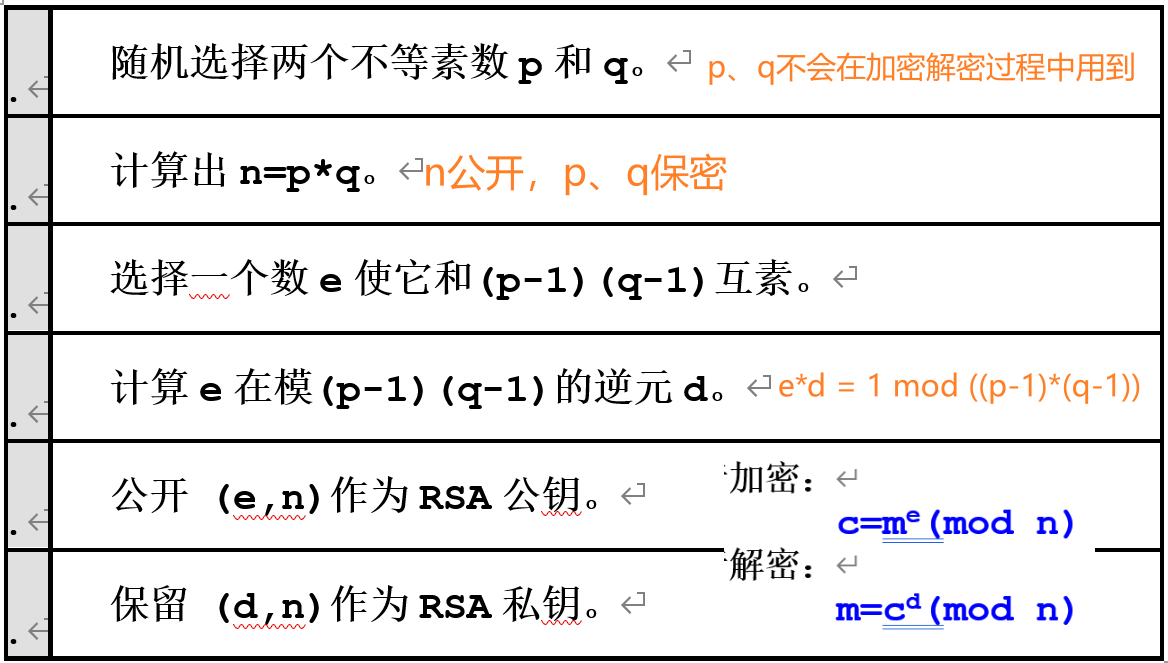 随机选择两个不等素数 p 和 q。 p、q不会在加密解密过程中用到
计算出 n=p*q。 n公开，p、q保密
选择一个数 e 使它和(p-1)(q-1)互素。
计算 e 在模(p-1)(q-1)的逆元 d。 e*d = 1 mod ((p-1)*(q-1))
公开 (e,n)作为 RSA 公钥。
保留 (d,n)作为 RSA 私钥。
加密：
c=mᵉ(mod n)
解密：
m=cᵈ(mod n)